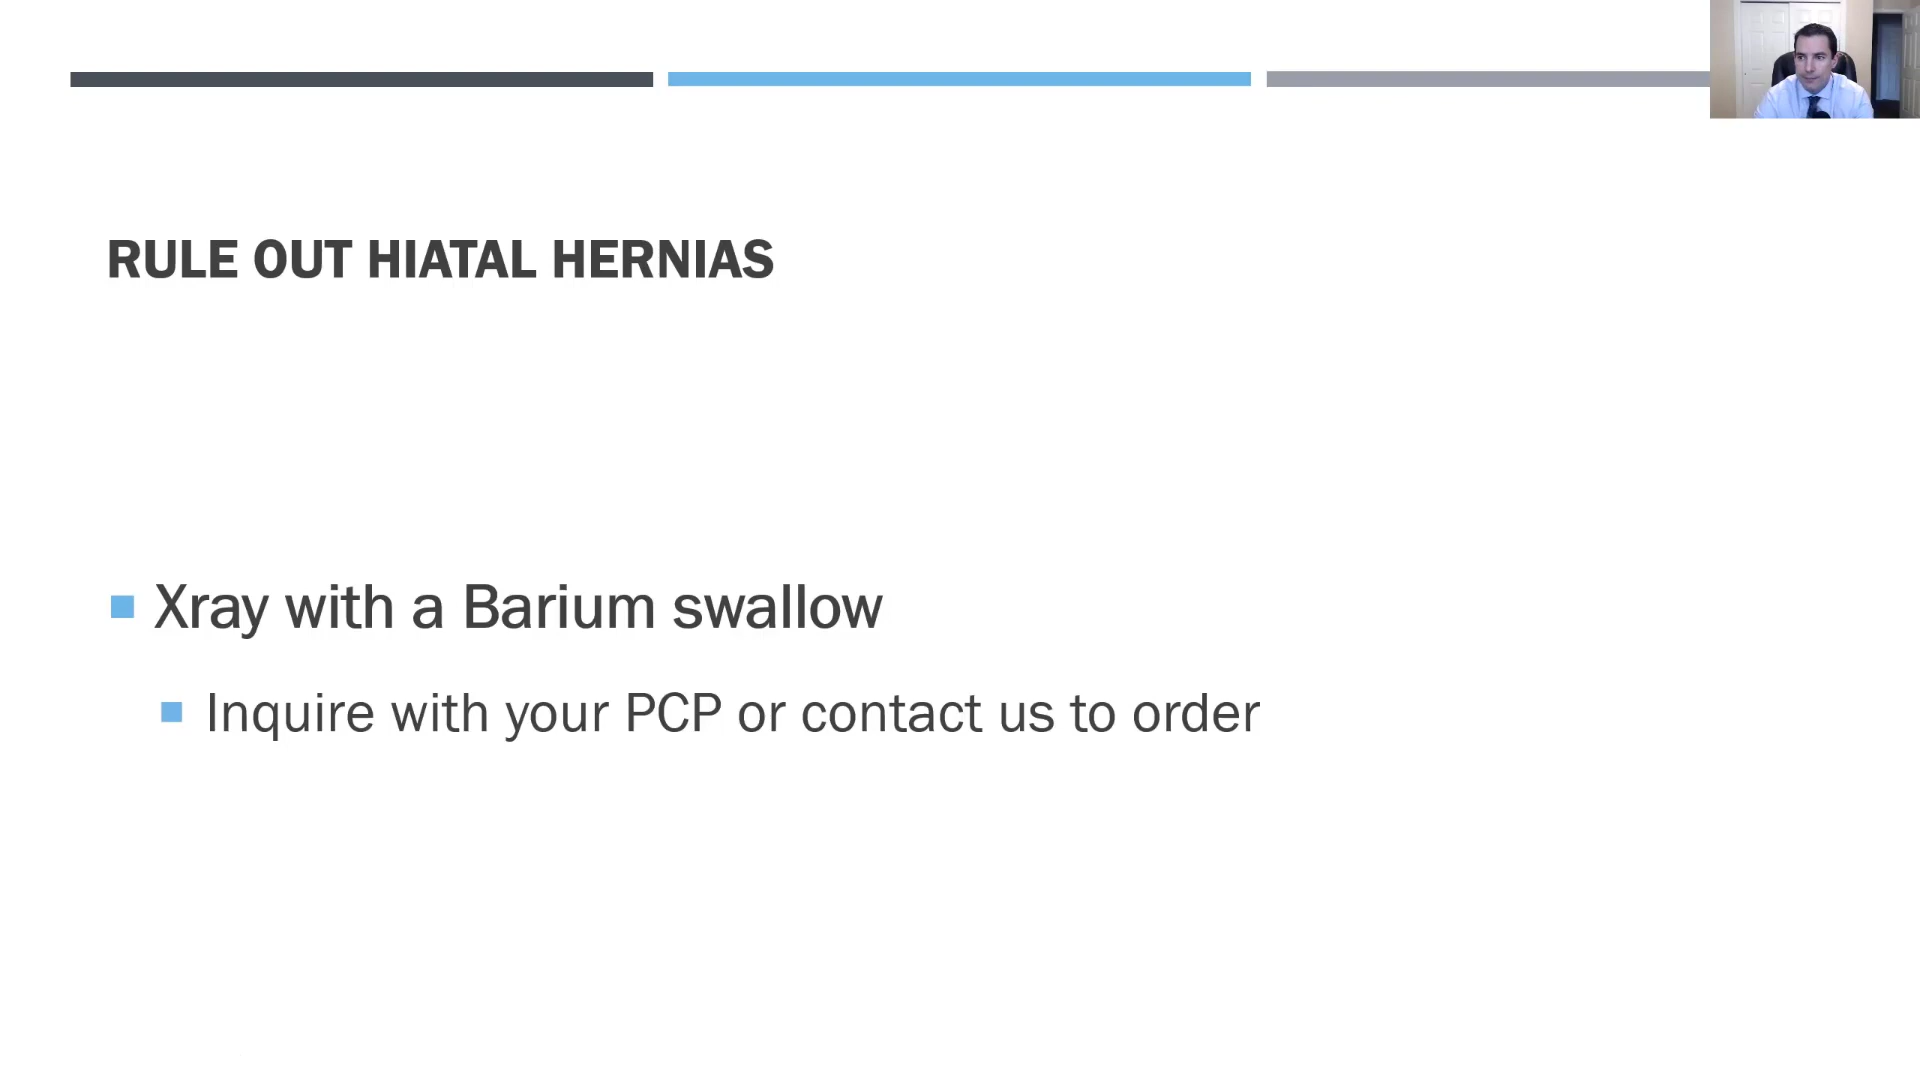 RULE OUT HIATAL HERNIAS
Xray with a Barium swallow
Inquire with your PCP or contact us to order